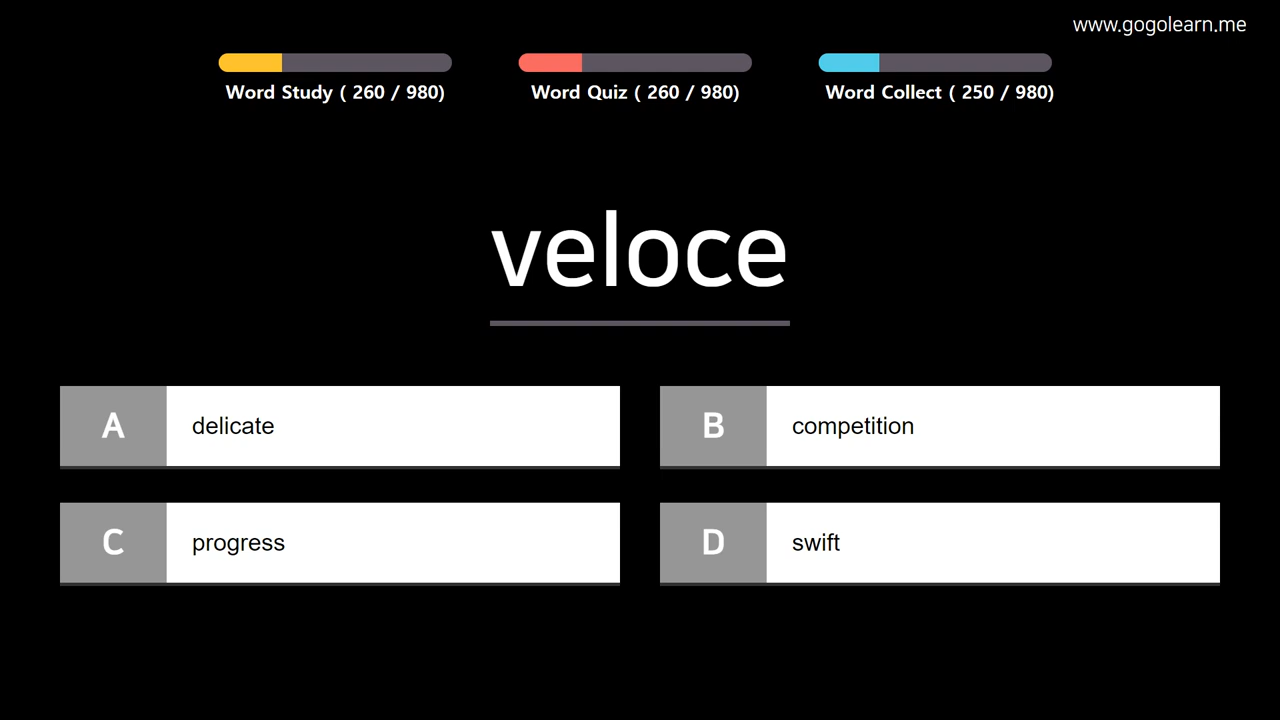 www.gogolearn.me
Word Study ( 260 / 980)
Word Quiz ( 260 / 980)
Word Collect ( 250 / 980)
veloce
A delicate
B competition
C progress
D swift